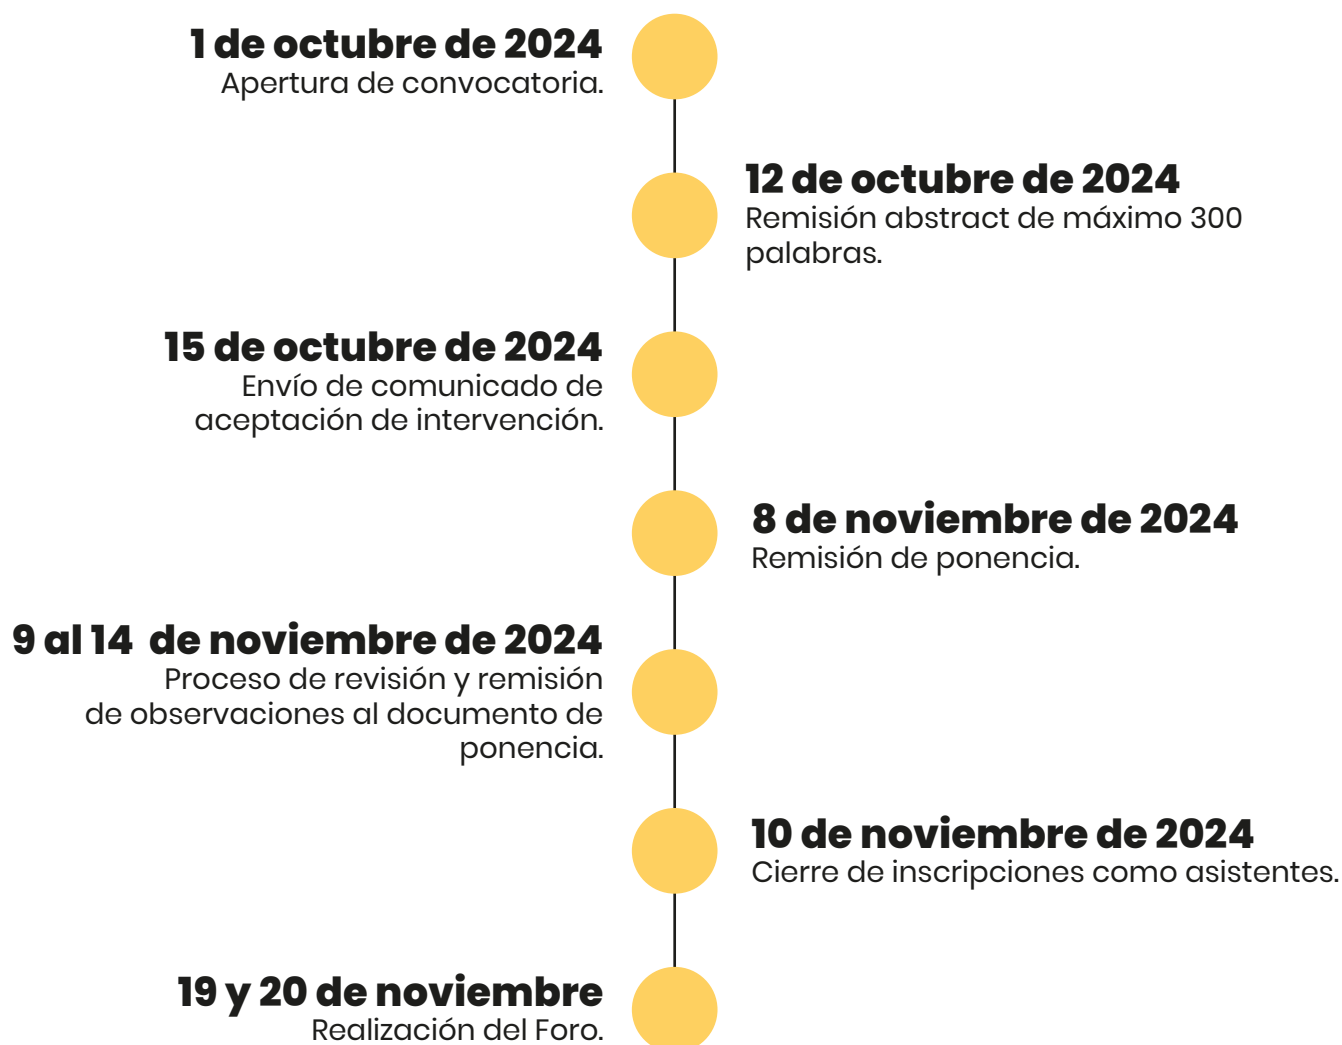 1 de octubre de 2024
Apertura de convocatoria.
12 de octubre de 2024
Remisión abstract de máximo 300
palabras.
15 de octubre de 2024
Envío de comunicado de
aceptación de intervención.
8 de noviembre de 2024
Remisión de ponencia.
9 al 14 de noviembre de 2024
Proceso de revisión y remisión
de observaciones al documento de
ponencia.
10 de noviembre de 2024
Cierre de inscripciones como asistentes.
19 y 20 de noviembre
Realización del Foro.